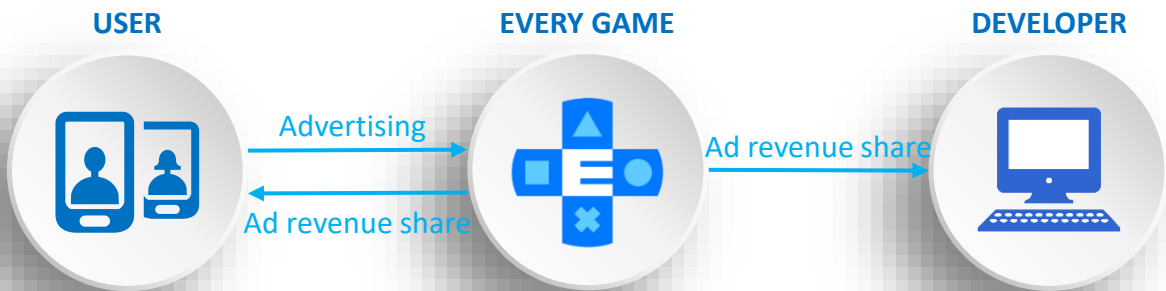 USER
EVERY GAME
DEVELOPER
Advertising
Ad revenue share
Ad revenue share
E